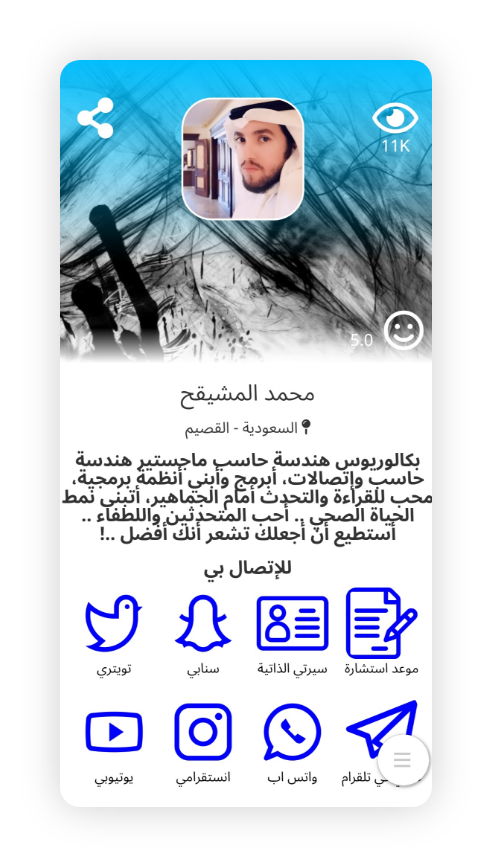 11K
5.0
محمد المشيقح
السعودية - القصيم
بكالوريوس هندسة حاسب ماجستير هندسة
حاسب وإتصالات، أبرمج وأبني أنظمة برمجية،
محب للقراءة والتحدث أمام الجماهير، أتبنى نمط
الحياة الصحي .. أحب المتحدثين واللطفاء ..
أستطيع أن أجعلك تشعر أنك أفضل ..!
للإتصال بي
موعد استشارة
سيرتي الذاتية
سنابي
تويتري
تلقرام
واتس اب
انستقرامي
يوتيوبي